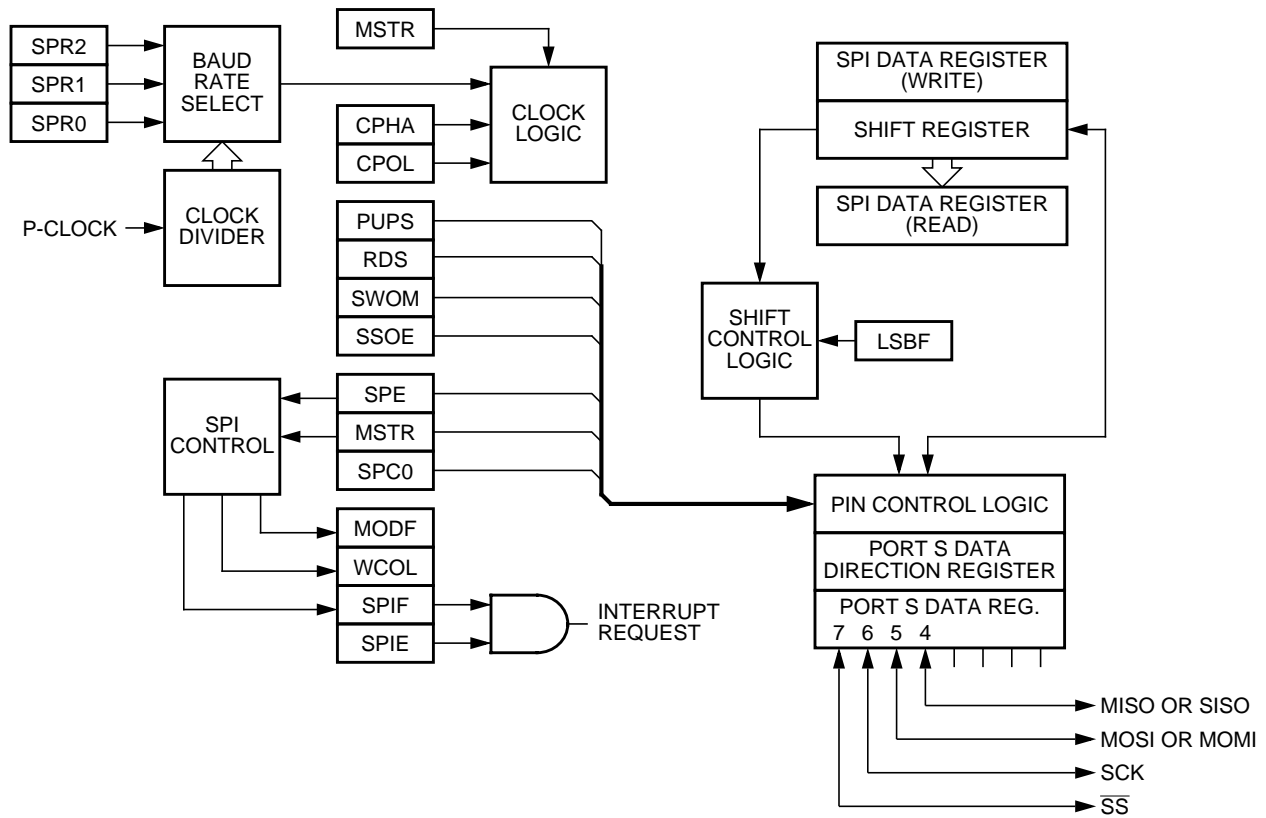 SPR2
SPR1
SPR0
BAUD
RATE
SELECT
MSTR
CPHA
CPOL
CLOCK
LOGIC
P-CLOCK
CLOCK
DIVIDER
PUPS
RDS
SWOM
SSOE
SPI
CONTROL
SPE
MSTR
SPC0
MODF
WCOL
SPIF
SPIE
INTERRUPT
REQUEST
SPI DATA REGISTER
(WRITE)
SHIFT REGISTER
SPI DATA REGISTER
(READ)
SHIFT
CONTROL
LOGIC
LSBF
PIN CONTROL LOGIC
PORT S DATA
DIRECTION REGISTER
PORT S DATA REG.
7 6 5 4
MISO OR SISO
MOSI OR MOMI
SCK
S̅S̅